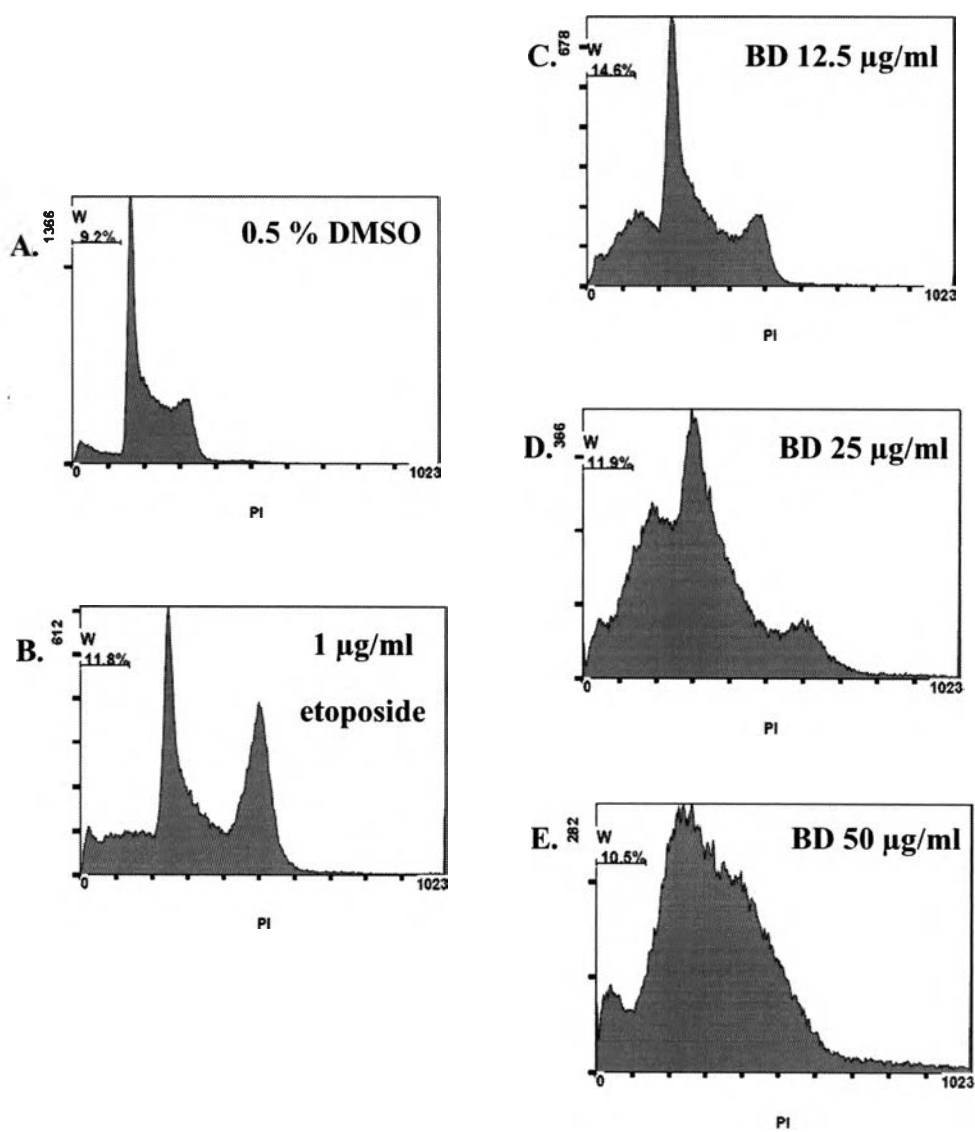 A.
1366
W
9.2%
0.5 % DMSO
0
1023
PI
B.
612
W
11.8%
1 µg/ml
etoposide
0
1023
PI
C.
678
W
14.6%
BD 12.5 µg/ml
0
1023
PI
D.
366
W
11.9%
BD 25 µg/ml
0
1023
PI
E.
282
W
10.5%
BD 50 µg/ml
0
1023
PI